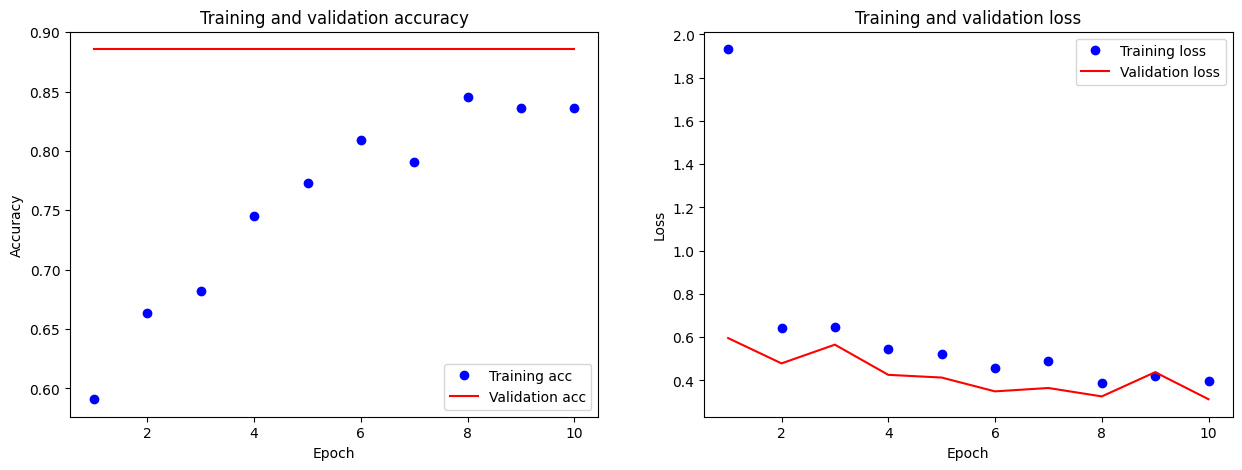 Training and validation accuracy
0.90
0.85
0.80
0.75
0.70
0.65
0.60
Accuracy
Training acc
Validation acc
2 4 6 8 10
Epoch
Training and validation loss
2.0
1.8
1.6
1.4
1.2
1.0
0.8
0.6
0.4
Loss
Training loss
Validation loss
2 4 6 8 10
Epoch